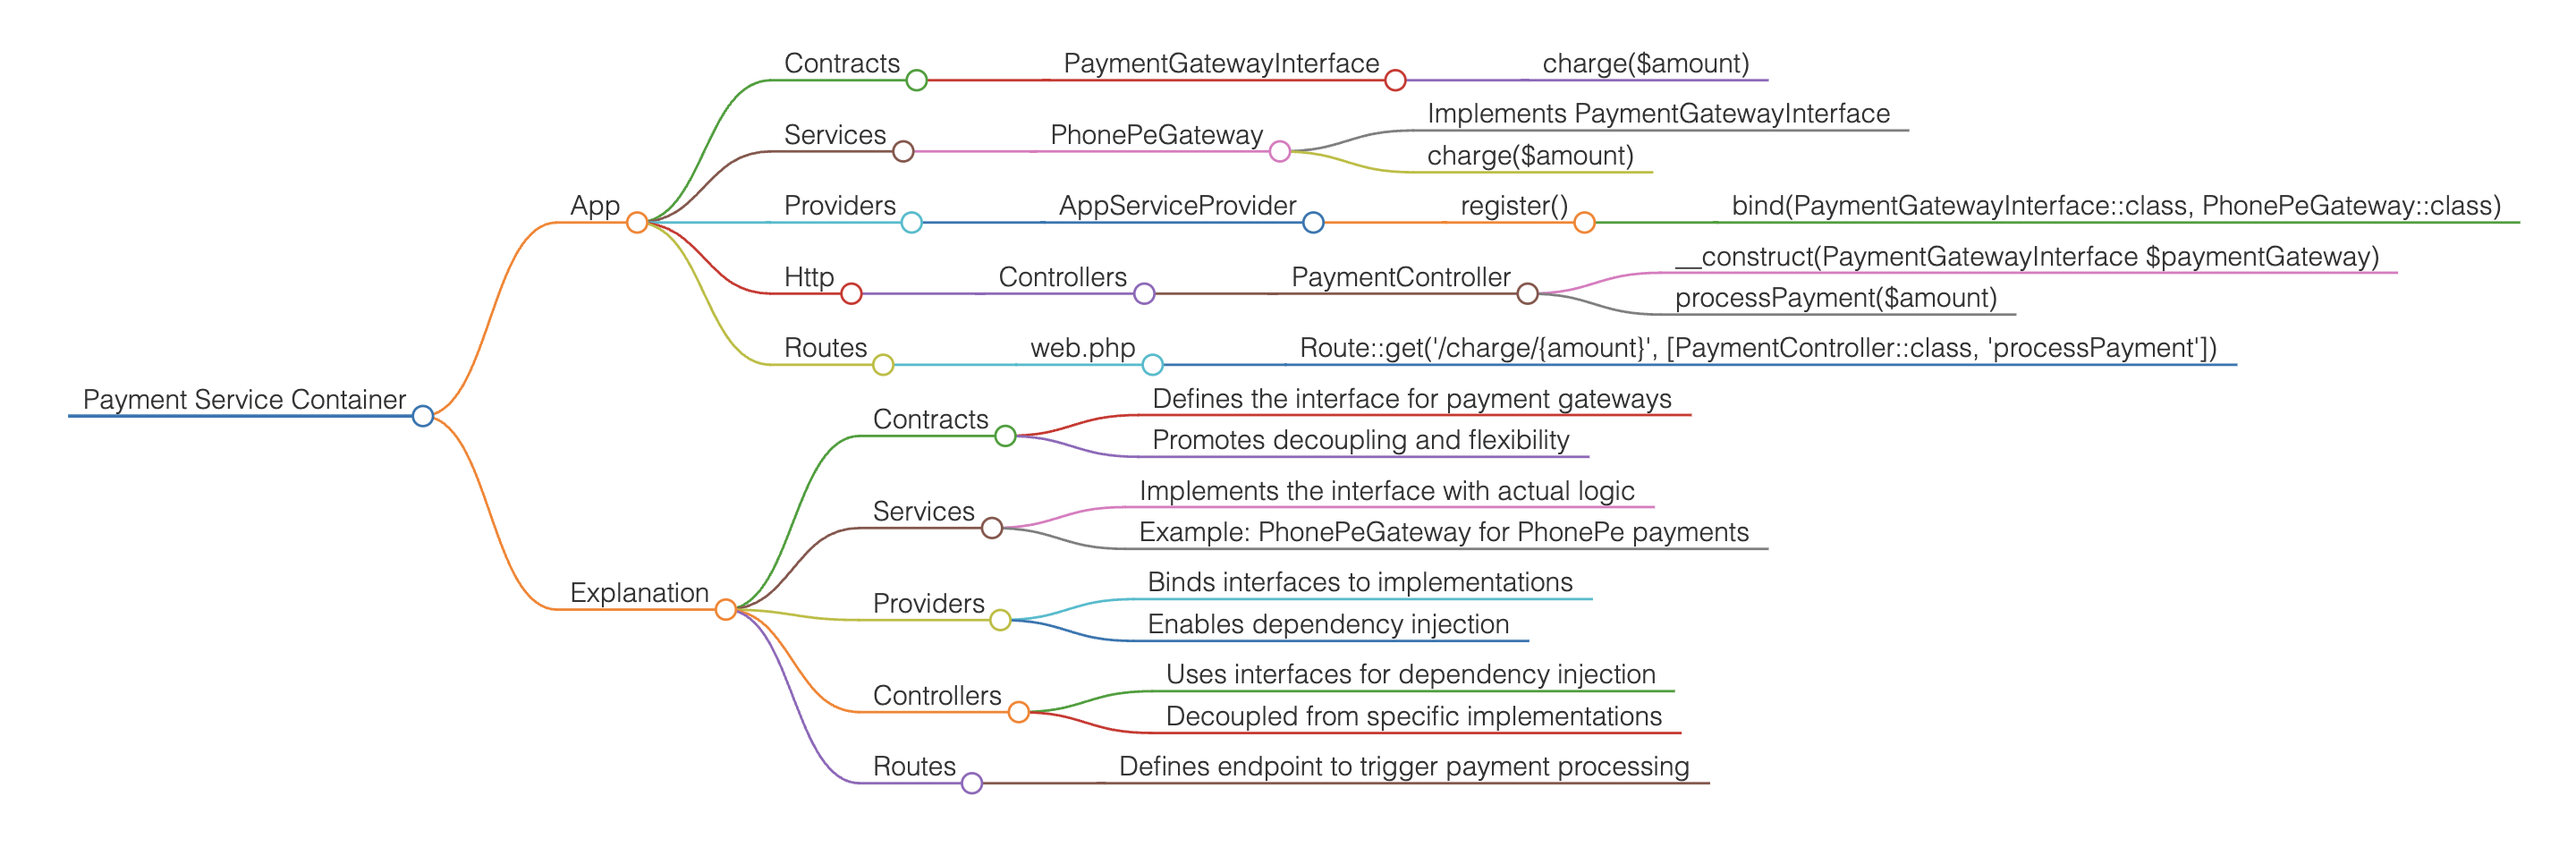 Payment Service Container
App
Contracts
PaymentGatewayInterface
charge($amount)
Services
PhonePeGateway
Implements PaymentGatewayInterface
charge($amount)
Providers
AppServiceProvider
register()
bind(PaymentGatewayInterface::class, PhonePeGateway::class)
Http
Controllers
PaymentController
__construct(PaymentGatewayInterface $paymentGateway)
processPayment($amount)
Routes
web.php
Route::get('/charge/{amount}', [PaymentController::class, 'processPayment'])
Explanation
Contracts
Defines the interface for payment gateways
Promotes decoupling and flexibility
Services
Implements the interface with actual logic
Example: PhonePeGateway for PhonePe payments
Providers
Binds interfaces to implementations
Enables dependency injection
Controllers
Uses interfaces for dependency injection
Decoupled from specific implementations
Routes
Defines endpoint to trigger payment processing